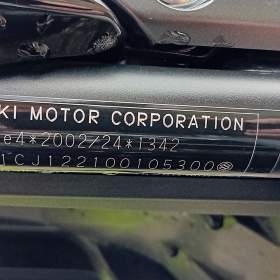 KI MOTOR CORPORATION
e4*2002/24*1342
1CJ122100105300